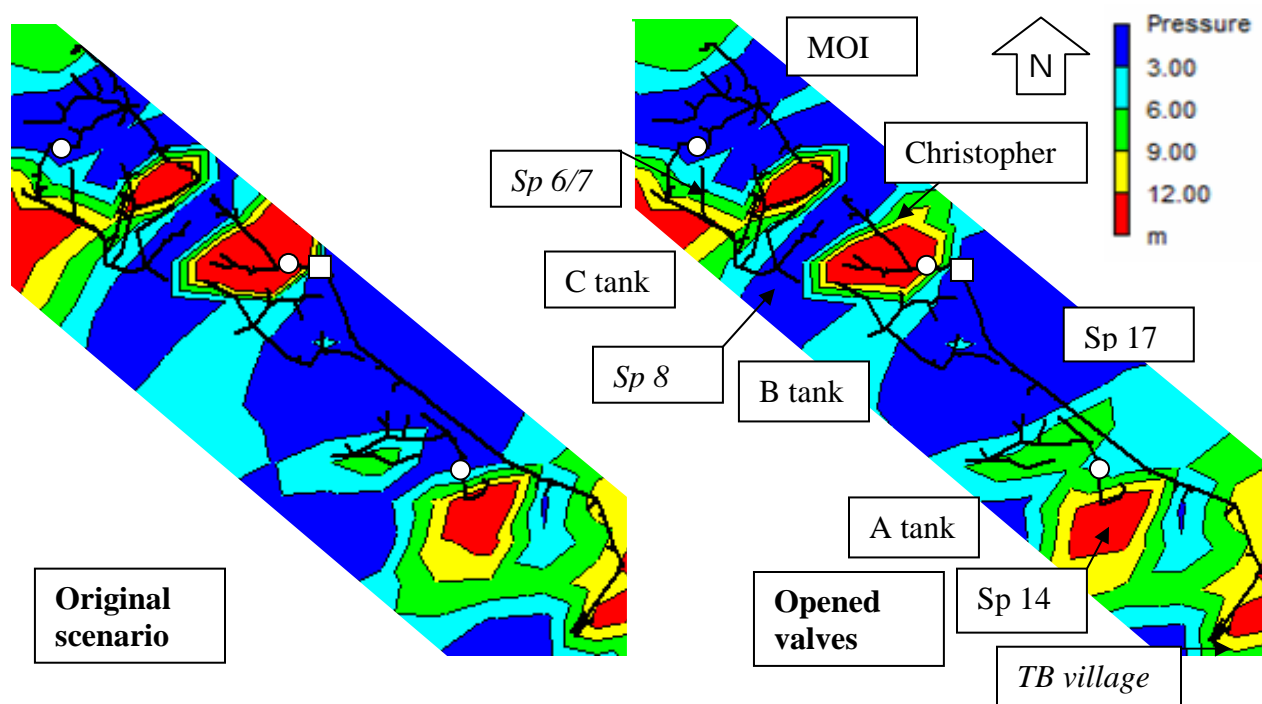 Pressure
3.00
6.00
9.00
12.00
m
N
MOI
Christopher
Sp 6/7
C tank
Sp 8
B tank
Sp 17
A tank
Sp 14
TB village
Original
scenario
Opened
valves